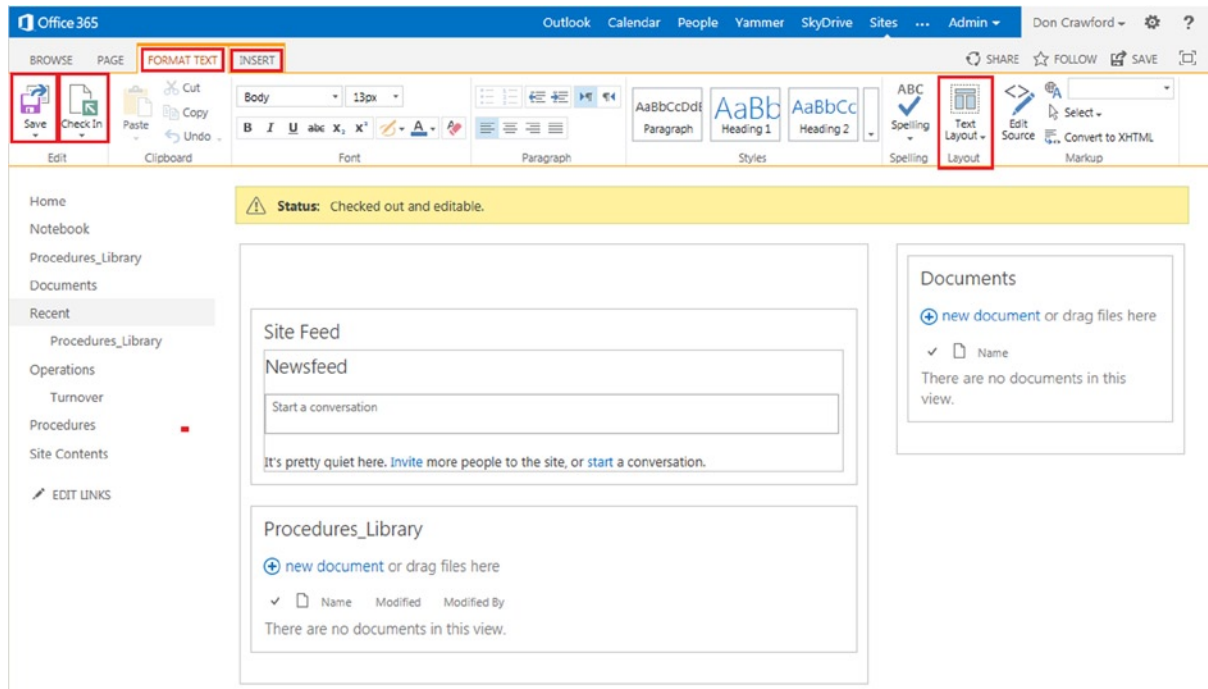 Office 365 Outlook Calendar People Yammer SkyDrive Sites ... Admin Don Crawford ?
BROWSE PAGE FORMAT TEXT INSERT SHARE FOLLOW SAVE
Save Check In Paste Cut Copy Undo
Edit Clipboard
Body 13px
B I U abc X₂ X² A
Font
Paragraph
AaBbCcDdE AaBb AaBbCc
Paragraph Heading 1 Heading 2
Styles
ABC
Spelling
Spelling
Text Layout
Layout
Edit Source
Select
Convert to XHTML
Markup
Home
Notebook
Procedures_Library
Documents
Recent
Procedures_Library
Operations
Turnover
Procedures
Site Contents
EDIT LINKS
Status: Checked out and editable.
Site Feed
Newsfeed
Start a conversation
It's pretty quiet here. Invite more people to the site, or start a conversation.
Procedures_Library
new document or drag files here
Name Modified Modified By
There are no documents in this view.
Documents
new document or drag files here
Name
There are no documents in this
view.